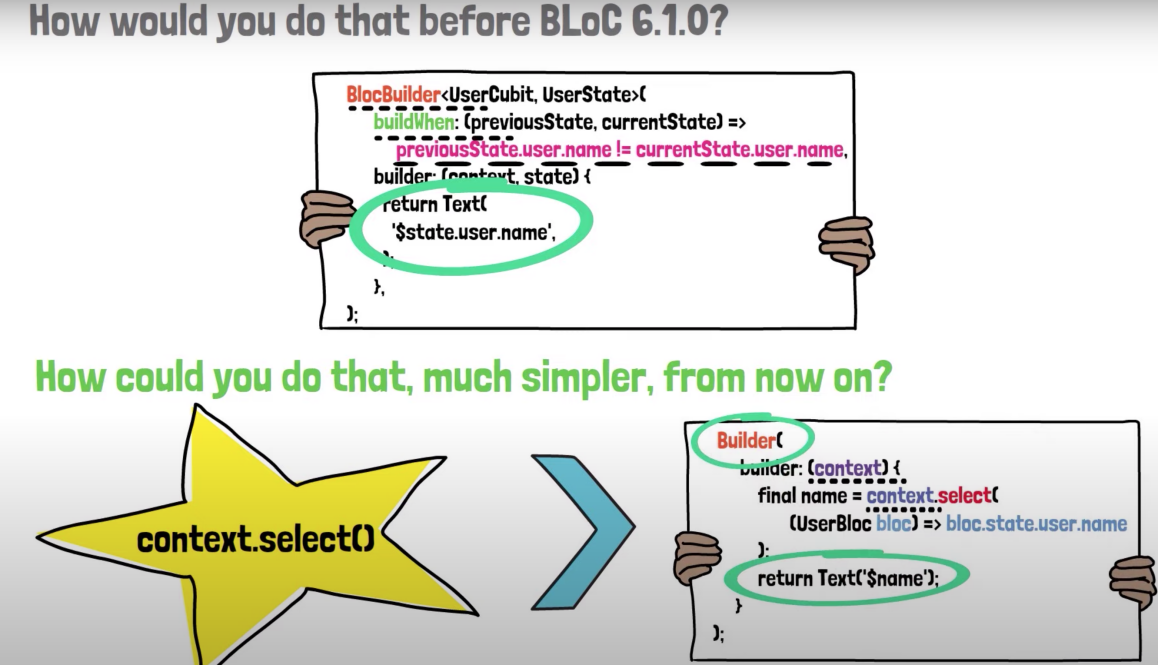 How would you do that before BLoC 6.1.0?
BlocBuilder<UserCubit, UserState>(
buildWhen: (previousState, currentState) =>
previousState.user.name != currentState.user.name,
builder: (context, state) {
return Text(
'$state.user.name',
);
},
);
How could you do that, much simpler, from now on?
context.select()
Builder(
builder: (context) {
final name = context.select(
(UserBloc bloc) => bloc.state.user.name
);
return Text('$name');
}
);